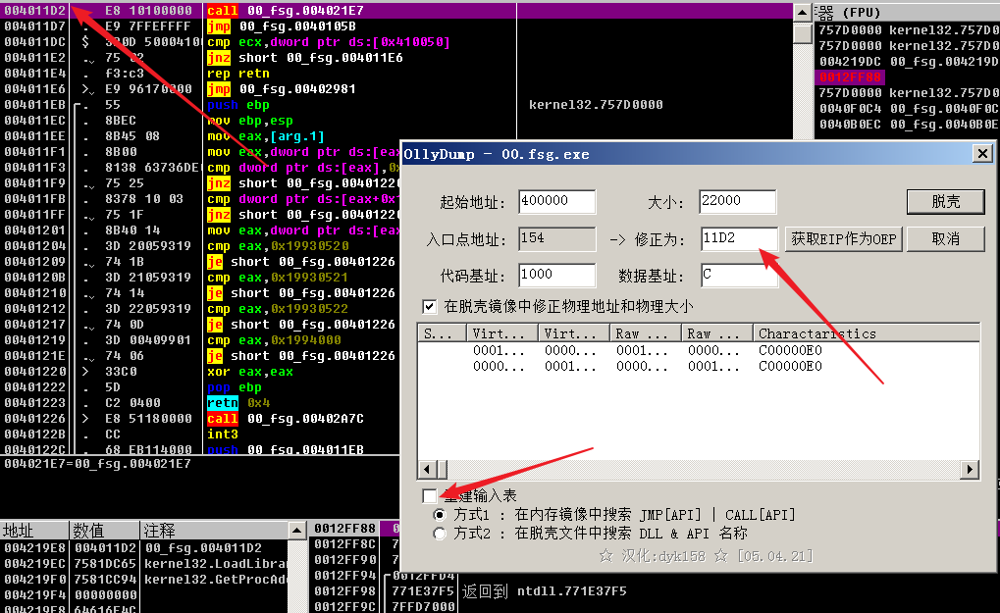 004011D2 . E8 10100000 call 00_fsg.004021E7
004011D7 . E9 7FFEFFFF jmp 00_fsg.0040105B
004011DC $ 3B0D 50004100 cmp ecx,dword ptr ds:[0x410050]
004011E2 . 75 02 jnz short 00_fsg.004011E6
004011E4 . f3:c3 rep retn
004011E6 > E9 96170000 jmp 00_fsg.00402981
004011EB . 55 push ebp
004011EC . 8BEC mov ebp,esp
004011EE . 8B45 08 mov eax,[arg.1]
004011F1 . 8B00 mov eax,dword ptr ds:[eax
004011F3 . 8138 63736DE0 cmp dword ptr ds:[eax],0x
004011F9 . 75 25 jnz short 00_fsg.004012
004011FB . 8378 10 03 cmp dword ptr ds:[eax+0x1
004011FF . 75 1F jnz short 00_fsg.004012
00401201 . 8B40 14 mov eax,dword ptr ds:[eax
00401204 . 3D 20059319 cmp eax,0x19930520
00401209 . 74 1B je short 00_fsg.00401226
0040120B . 3D 21059319 cmp eax,0x19930521
00401210 . 74 14 je short 00_fsg.00401226
00401212 . 3D 22059319 cmp eax,0x19930522
00401217 . 74 0D je short 00_fsg.00401226
00401219 . 3D 00409901 cmp eax,0x1994000
0040121E . 74 06 je short 00_fsg.00401226
00401220 > 33C0 xor eax,eax
00401222 . 5D pop ebp
00401223 . C2 0400 retn 0x4
00401226 > E8 51180000 call 00_fsg.00402A7C
0040122B . CC int3
0040122C . 68 EB114000 push 00_fsg.004011EB
kernel32.757D0000
004021E7=00_fsg.004021E7
器 (FPU)
757D0000 kernel32.757D0
757D0000 kernel32.757D0
004219DC 00_fsg.004219D
0012FF88
757D0000 kernel32.757D0
0040F0C4 00_fsg.0040F0C
0040B0EC 00_fsg.0040B0E
OllyDump - 00.fsg.exe
起始地址: 400000 大小: 22000 脱壳
入口点地址: 154 -> 修正为: 11D2 获取EIP作为OEP 取消
代码基址: 1000 数据基址: C
在脱壳镜像中修正物理地址和物理大小
S... Virt... Virt... Raw ... Raw ... Charactaristics
0001... 0000... 0001... 0000... C00000E0
0000... 0001... 0000... 0001... C00000E0
重建输入表
方式1 : 在内存镜像中搜索 JMP[API] | CALL[API]
方式2 : 在脱壳文件中搜索 DLL & API 名称
☆ 汉化:dyk158 ☆ [05.04.21]
地址 数值 注释
004219E8 004011D2 00_fsg.004011D2
004219EC 7581DC65 kernel32.LoadLibra
004219F0 7581CC94 kernel32.GetProcAdd
004219F4 00000000
004219F8 64616F4C
0012FF88 0
0012FF8C 7
0012FF90
0012FF94 0012FFD4
0012FF98 771E37F5 返回到 ntdll.771E37F5
0012FF9C 7FFD7000